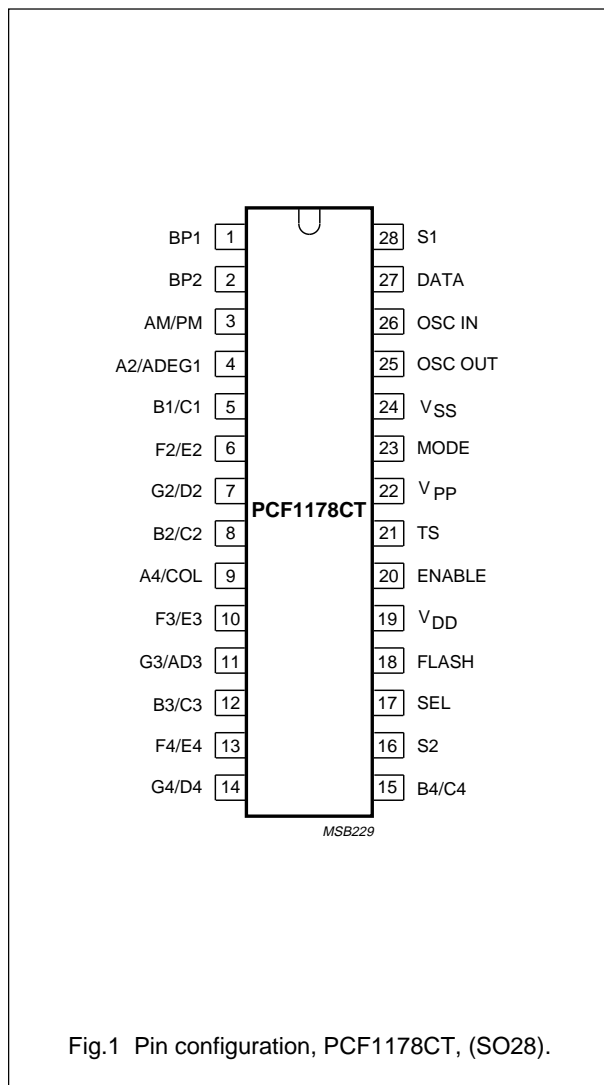 BP1 1 28 S1
BP2 2 27 DATA
AM/PM 3 26 OSC IN
A2/ADEG1 4 25 OSC OUT
B1/C1 5 24 VSS
F2/E2 6 23 MODE
G2/D2 7 22 VPP
PCF1178CT
B2/C2 8 21 TS
A4/COL 9 20 ENABLE
F3/E3 10 19 VDD
G3/AD3 11 18 FLASH
B3/C3 12 17 SEL
F4/E4 13 16 S2
G4/D4 14 15 B4/C4
MSB229
Fig.1 Pin configuration, PCF1178CT, (SO28).